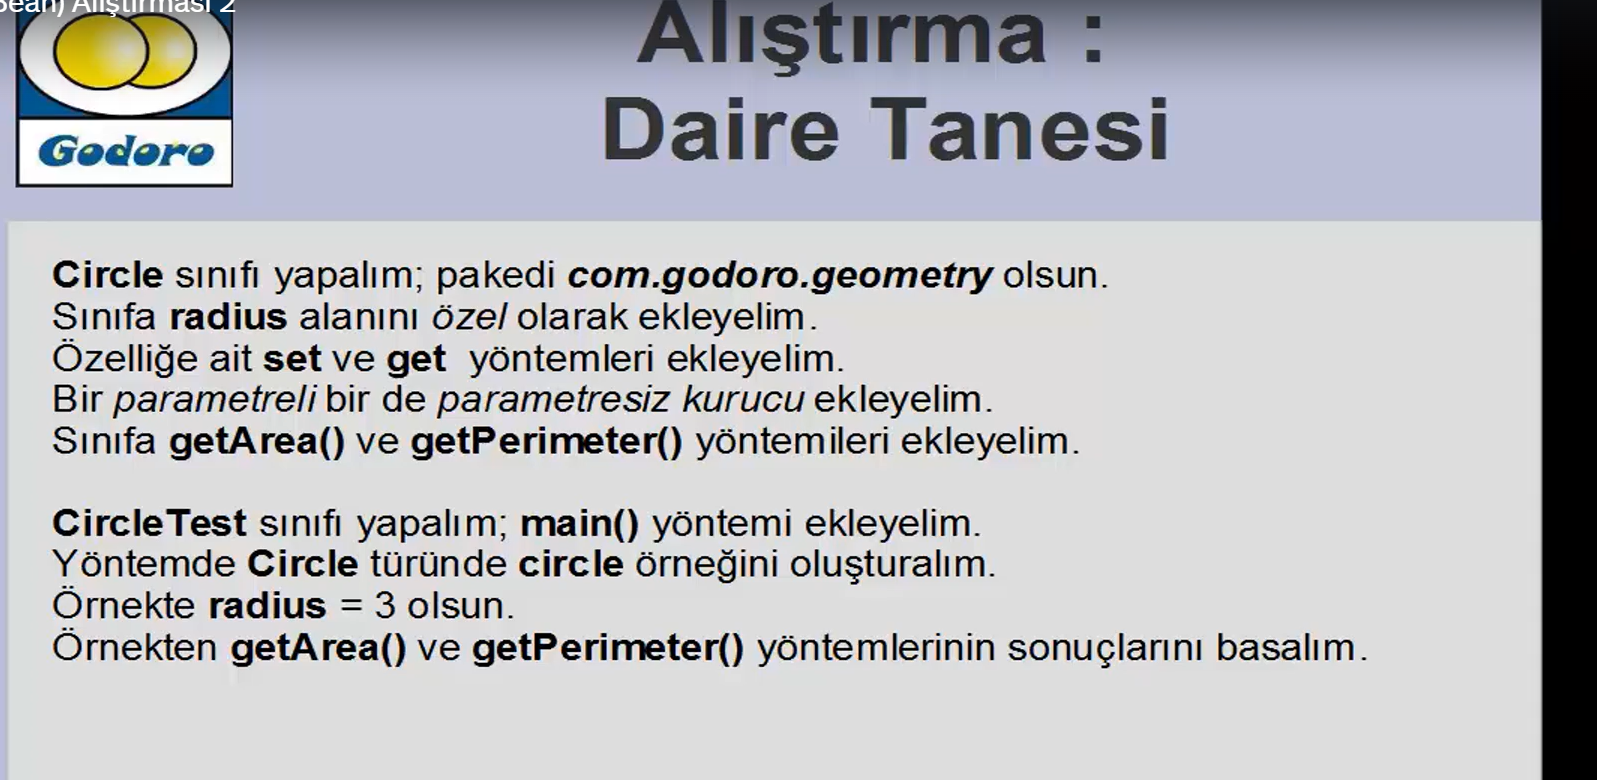 Bean) Alıştırması 2
Alıştırma :
Daire Tanesi
Godoro
Circle sınıfı yapalım; pakedi com.godoro.geometry olsun.
Sınıfa radius alanını özel olarak ekleyelim.
Özelliğe ait set ve get yöntemleri ekleyelim.
Bir parametreli bir de parametresiz kurucu ekleyelim.
Sınıfa getArea() ve getPerimeter() yöntemileri ekleyelim.
CircleTest sınıfı yapalım; main() yöntemi ekleyelim.
Yöntemde Circle türünde circle örneğini oluşturalım.
Örnekte radius = 3 olsun.
Örnekten getArea() ve getPerimeter() yöntemlerinin sonuçlarını basalım.